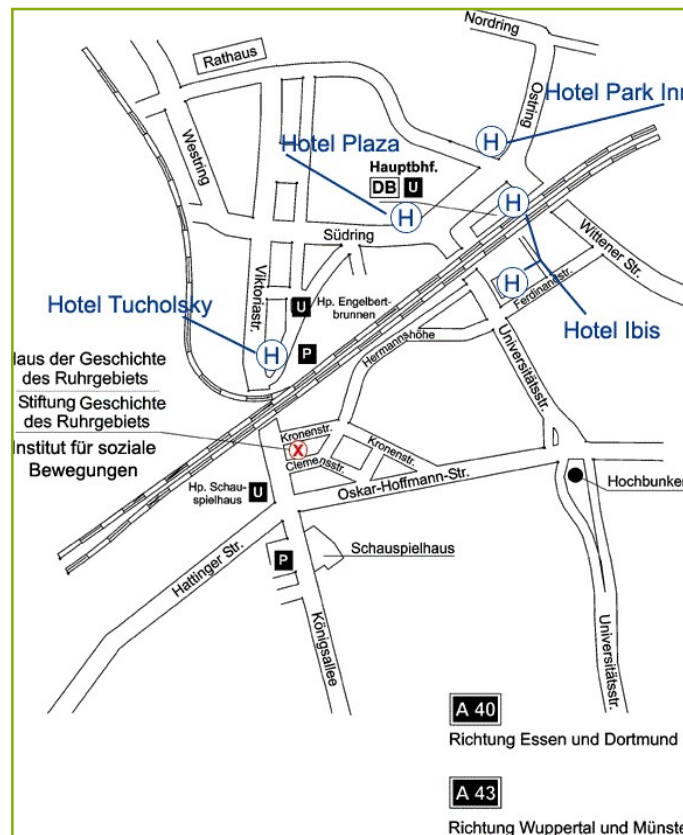 Nordring
Rathaus
Ostring
Hotel Park Inn
H
Hotel Plaza
Hauptbhf.
DB U
Westring
H
H
Südring
Wittener Str.
Viktoriastr.
H
Ferdinandstr.
Hotel Tucholsky
U
Hp. Engelbert-
brunnen
Hotel Ibis
H
P
Hermannshöhe
Universitätsstr.
Haus der Geschichte
des Ruhrgebiets
Stiftung Geschichte
des Ruhrgebiets
Institut für soziale
Bewegungen
Kronenstr.
X
Clemensstr.
Kronenstr.
Hp. Schau-
spielhaus
U
Oskar-Hoffmann-Str.
Hochbunker
Hattinger Str.
P
Schauspielhaus
Königsallee
Universitätsstr.
A 40
Richtung Essen und Dortmund
A 43
Richtung Wuppertal und Münste